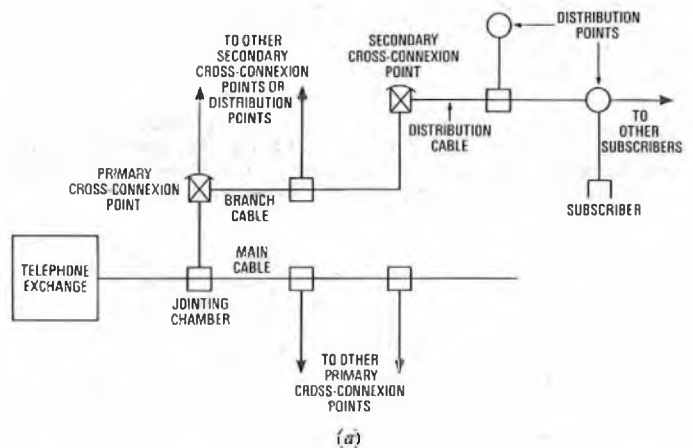 TO OTHER
SECONDARY
CROSS-CONNEXION
POINTS OR
DISTRIBUTION
POINTS
SECONDARY
CROSS-CONNEXION
POINT
DISTRIBUTION
POINTS
DISTRIBUTION
CABLE
TO
OTHER
SUBSCRIBERS
PRIMARY
CROSS-CONNEXION
POINT
BRANCH
CABLE
SUBSCRIBER
TELEPHONE
EXCHANGE
MAIN
CABLE
JOINTING
CHAMBER
TO OTHER
PRIMARY
CROSS-CONNEXION
POINTS
(a)